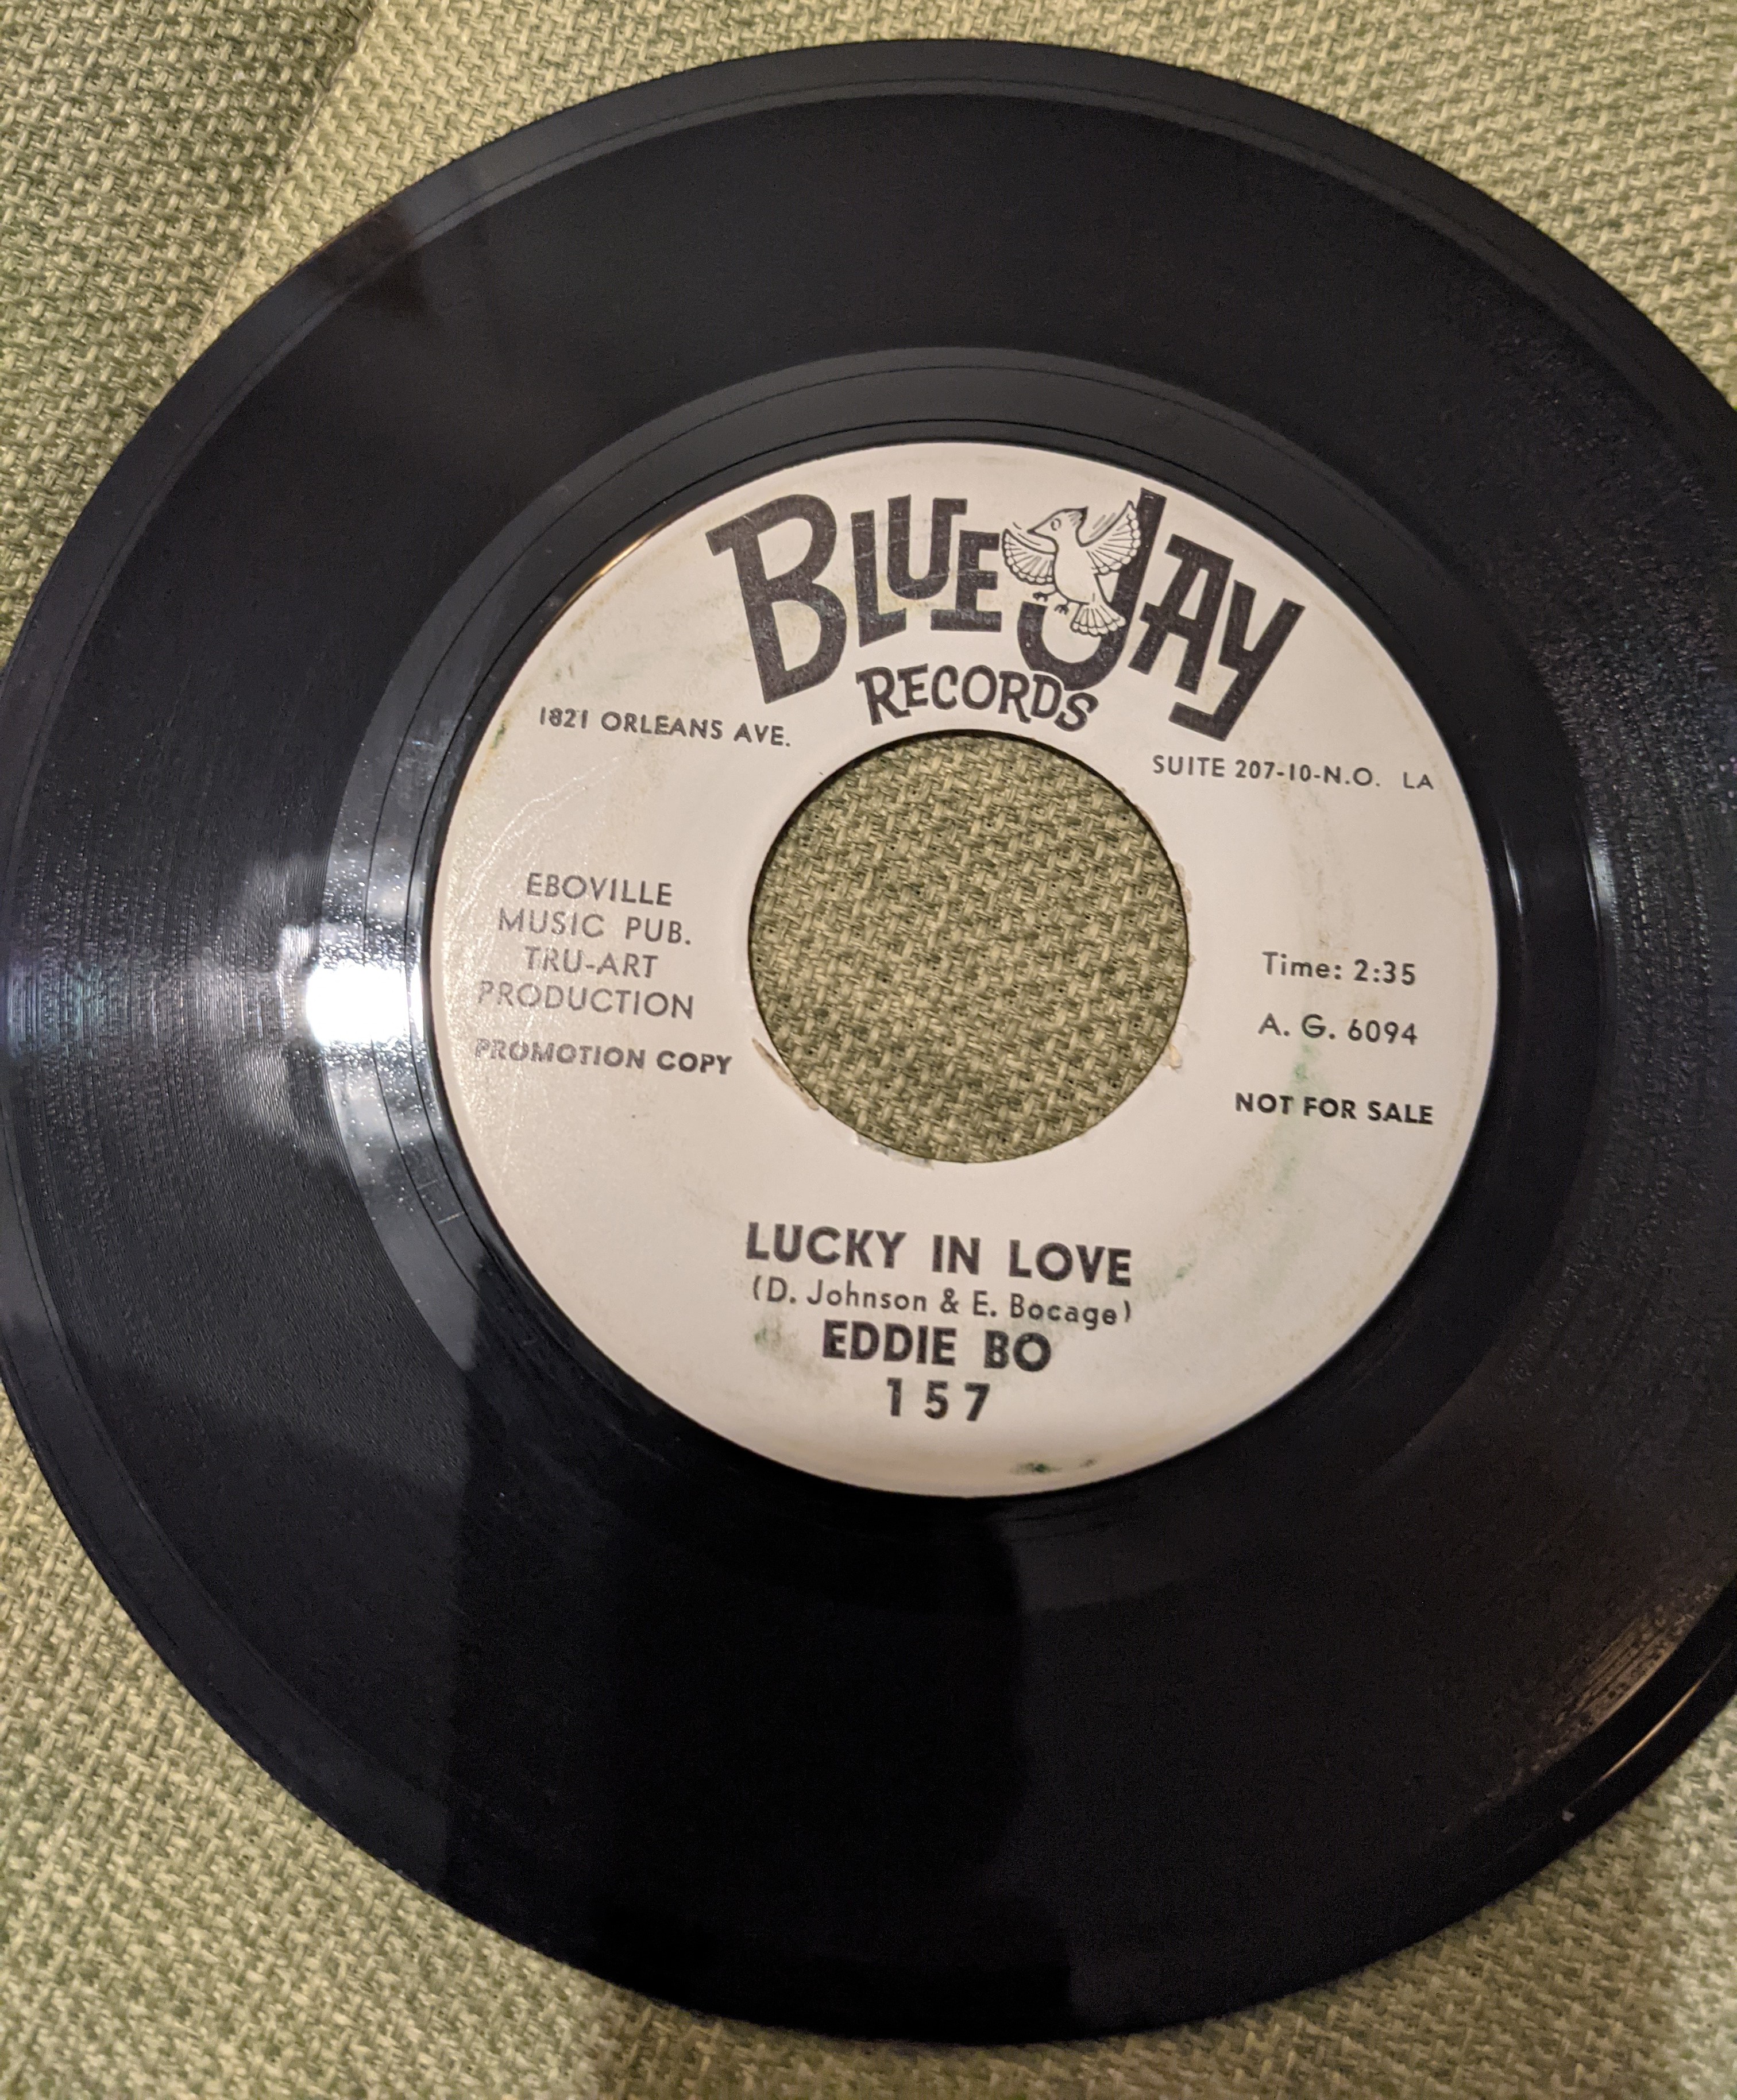 BLUE JAY
RECORDS
1821 ORLEANS AVE.
SUITE 207-10-N.O. LA
EBOVILLE
MUSIC PUB.
TRU-ART
PRODUCTION
PROMOTION COPY
Time: 2:35
A. G. 6094
NOT FOR SALE
LUCKY IN LOVE
(D. Johnson & E. Bocage)
EDDIE BO
157